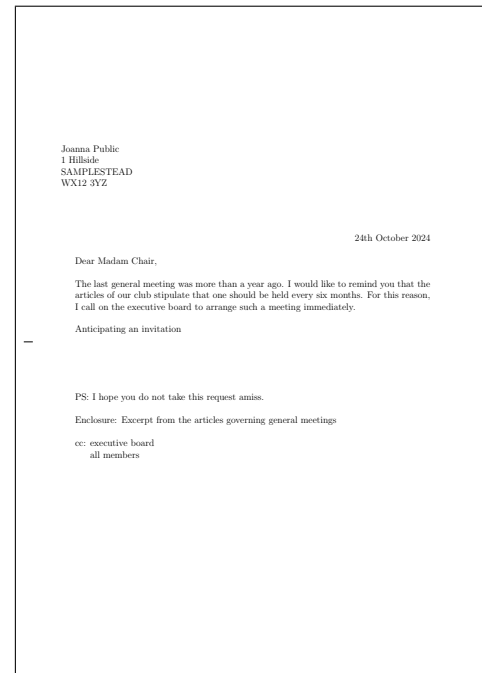 Joanna Public
1 Hillside
SAMPLESTEAD
WX12 3YZ
24th October 2024
Dear Madam Chair,
The last general meeting was more than a year ago. I would like to remind you that the
articles of our club stipulate that one should be held every six months. For this reason,
I call on the executive board to arrange such a meeting immediately.
Anticipating an invitation
PS: I hope you do not take this request amiss.
Enclosure: Excerpt from the articles governing general meetings
cc: executive board
all members